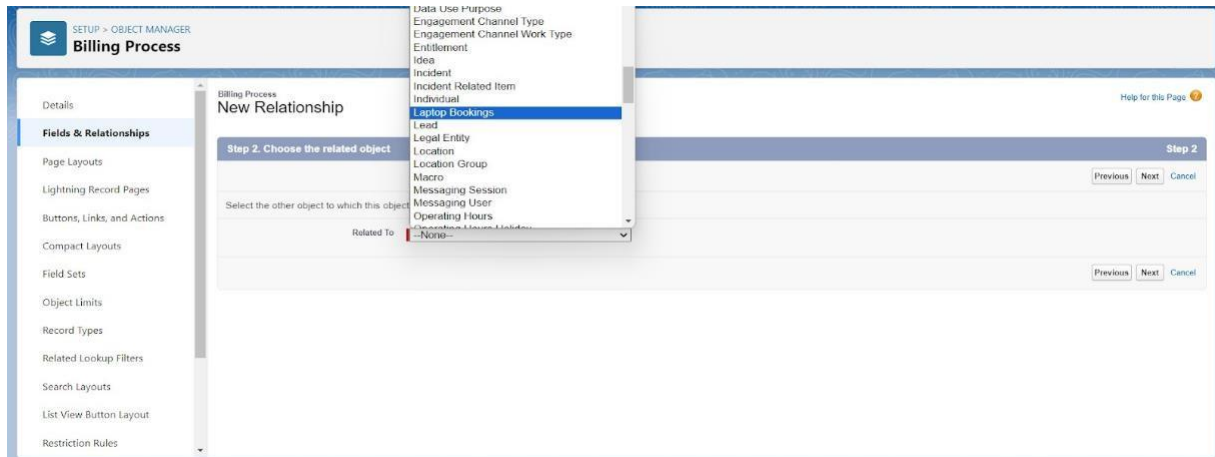 SETUP > OBJECT MANAGER
Billing Process
Details
Fields & Relationships
Page Layouts
Lightning Record Pages
Buttons, Links, and Actions
Compact Layouts
Field Sets
Object Limits
Record Types
Related Lookup Filters
Search Layouts
List View Button Layout
Restriction Rules
Billing Process
New Relationship
Help for this Page
Step 2. Choose the related object
Step 2
Previous Next Cancel
Select the other object to which this object
Related To
--None--
Data Use Purpose
Engagement Channel Type
Engagement Channel Work Type
Entitlement
Idea
Incident
Incident Related Item
Individual
Laptop Bookings
Lead
Legal Entity
Location
Location Group
Macro
Messaging Session
Messaging User
Operating Hours
Operating Hours Holiday
Previous Next Cancel